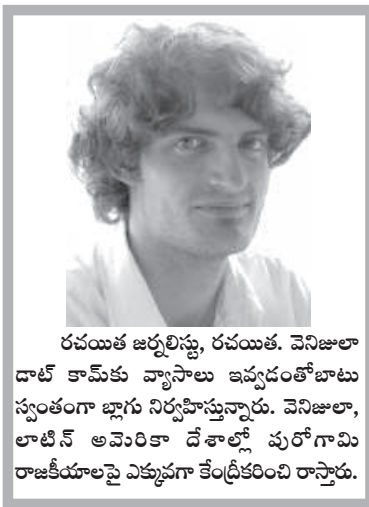 రచయిత జర్నలిస్టు, రచయిత. వెనిజులా
డాట్ కామ్‌కు వ్యాసాలు ఇవ్వడంతోబాటు
స్వంతంగా బ్లాగు నిర్వహిస్తున్నారు. వెనిజులా,
లాటిన్ అమెరికా దేశాల్లో పురోగామి
రాజకీయాలపై ఎక్కువగా కేంద్రీకరించి రాస్తారు.